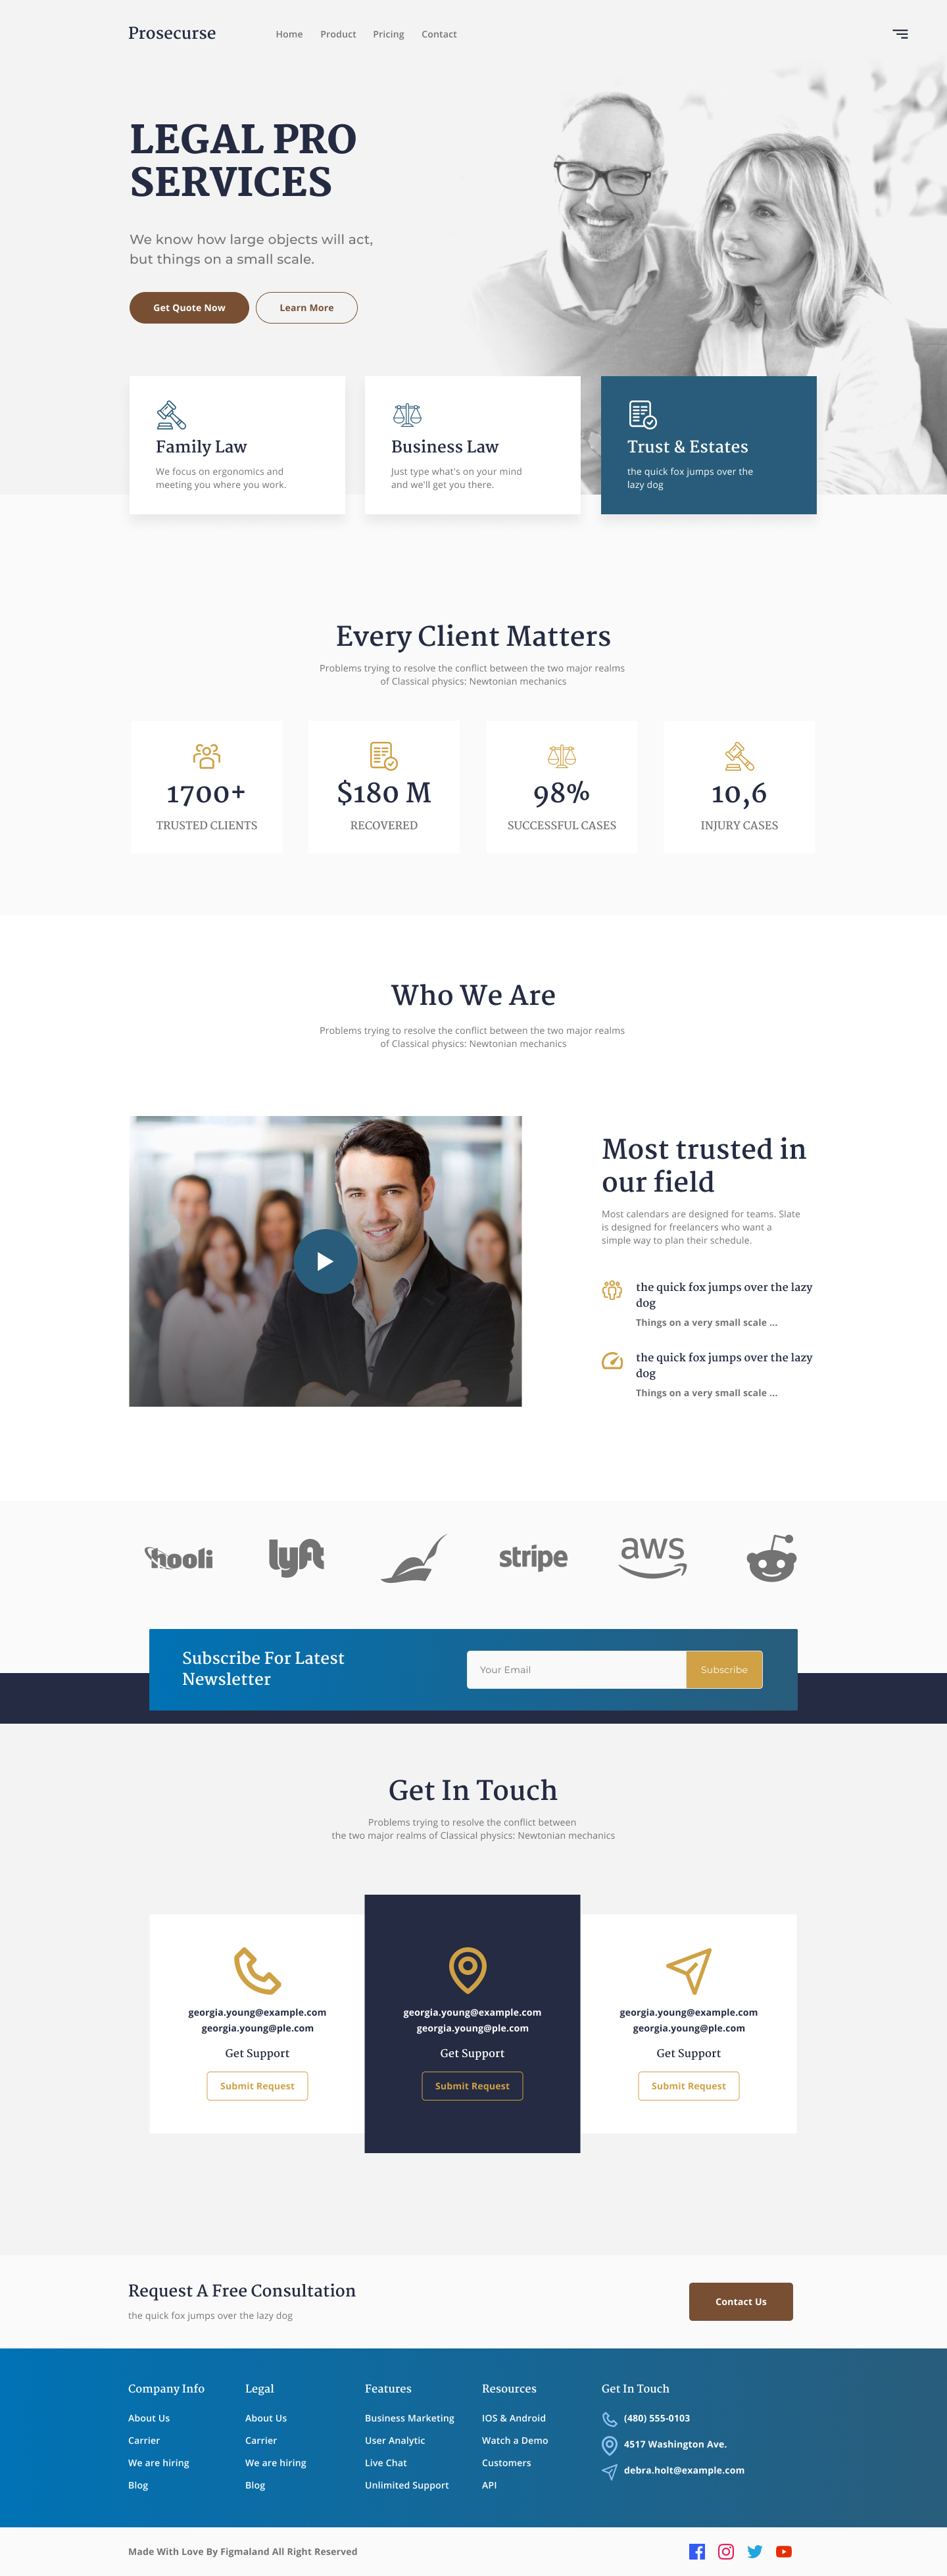 Prosecurse
Home Product Pricing Contact
LEGAL PRO
SERVICES
We know how large objects will act,
but things on a small scale.
Get Quote Now
Learn More
Family Law
We focus on ergonomics and
meeting you where you work.
Business Law
Just type what's on your mind
and we'll get you there.
Trust & Estates
the quick fox jumps over the
lazy dog
Every Client Matters
Problems trying to resolve the conflict between the two major realms
of Classical physics: Newtonian mechanics
1700+
TRUSTED CLIENTS
$180 M
RECOVERED
98%
SUCCESSFUL CASES
10,6
INJURY CASES
Who We Are
Problems trying to resolve the conflict between the two major realms
of Classical physics: Newtonian mechanics
Most trusted in
our field
Most calendars are designed for teams. Slate
is designed for freelancers who want a
simple way to plan their schedule.
the quick fox jumps over the lazy
dog
Things on a very small scale ...
the quick fox jumps over the lazy
dog
Things on a very small scale ...
hooli
lyft
stripe
aws
Subscribe For Latest
Newsletter
Your Email
Subscribe
Get In Touch
Problems trying to resolve the conflict between
the two major realms of Classical physics: Newtonian mechanics
georgia.young@example.com
georgia.young@ple.com
Get Support
Submit Request
georgia.young@example.com
georgia.young@ple.com
Get Support
Submit Request
georgia.young@example.com
georgia.young@ple.com
Get Support
Submit Request
Request A Free Consultation
the quick fox jumps over the lazy dog
Contact Us
Company Info
About Us
Carrier
We are hiring
Blog
Legal
About Us
Carrier
We are hiring
Blog
Features
Business Marketing
User Analytic
Live Chat
Unlimited Support
Resources
IOS & Android
Watch a Demo
Customers
API
Get In Touch
(480) 555-0103
4517 Washington Ave.
debra.holt@example.com
Made With Love By Figmaland All Right Reserved